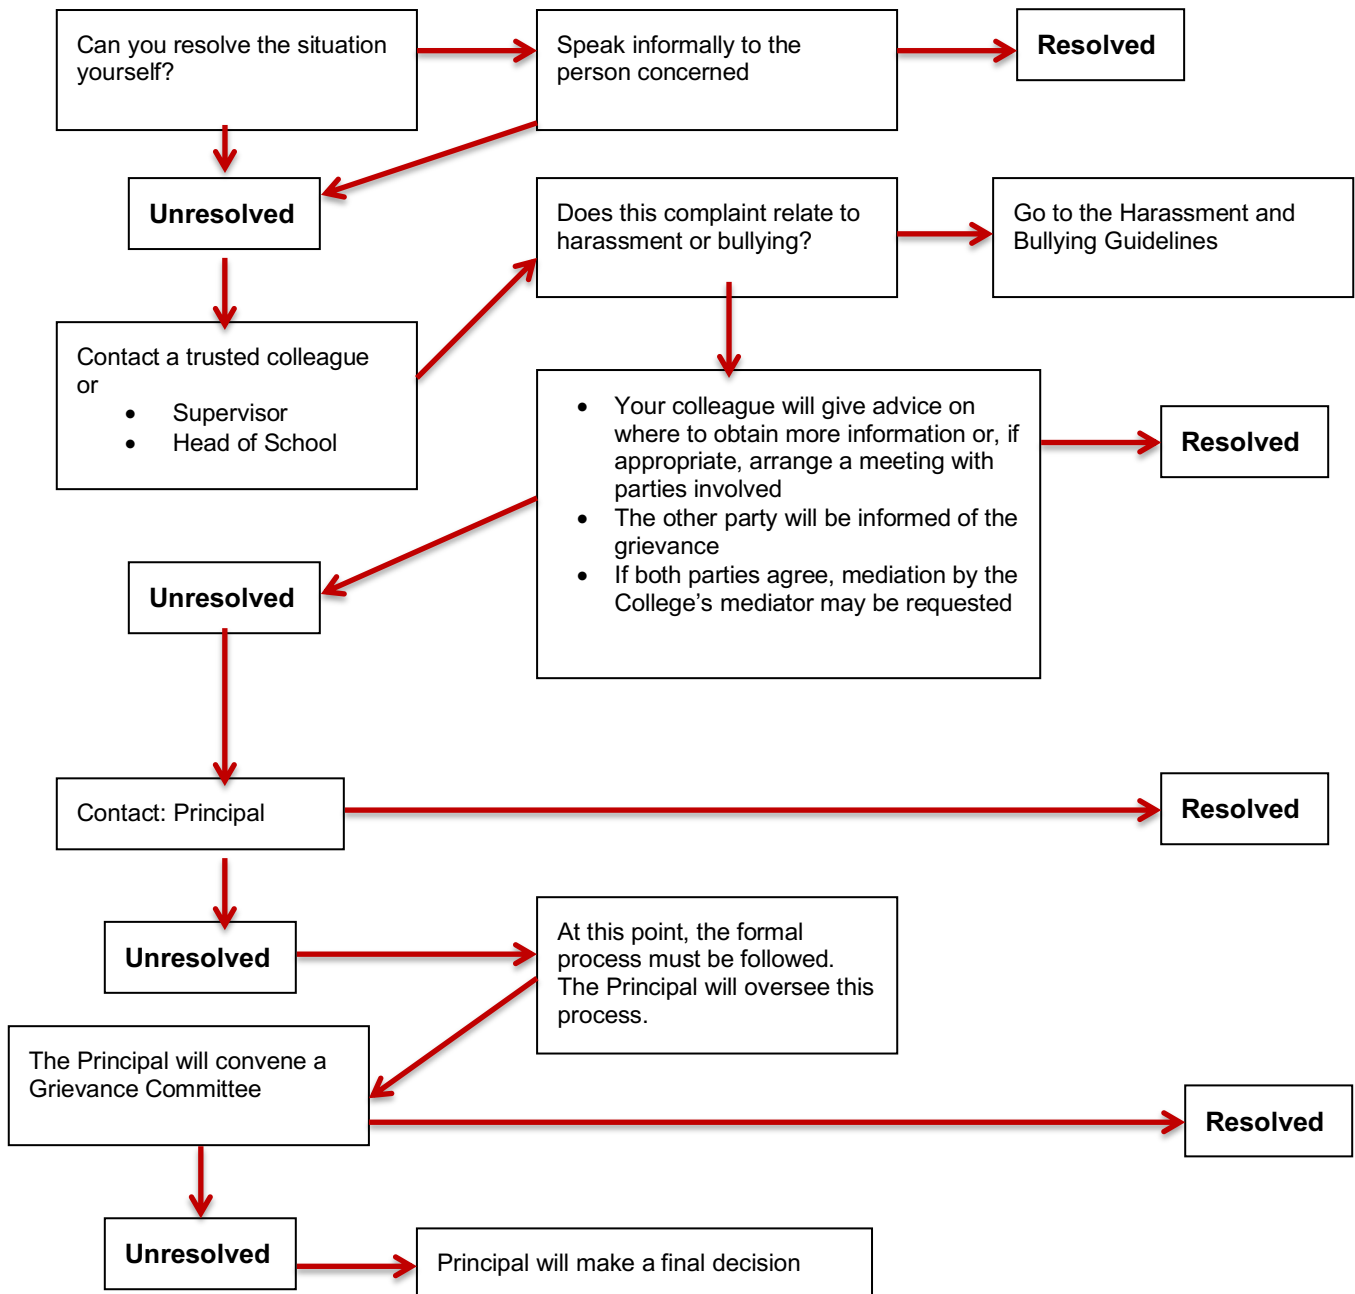 Can you resolve the situation
yourself?
Speak informally to the
person concerned
Resolved
Unresolved
Does this complaint relate to
harassment or bullying?
Go to the Harassment and
Bullying Guidelines
Contact a trusted colleague
or
• Supervisor
• Head of School
• Your colleague will give advice on
where to obtain more information or, if
appropriate, arrange a meeting with
parties involved
• The other party will be informed of the
grievance
• If both parties agree, mediation by the
College’s mediator may be requested
Resolved
Unresolved
Contact: Principal
Resolved
Unresolved
At this point, the formal
process must be followed.
The Principal will oversee this
process.
The Principal will convene a
Grievance Committee
Resolved
Unresolved
Principal will make a final decision